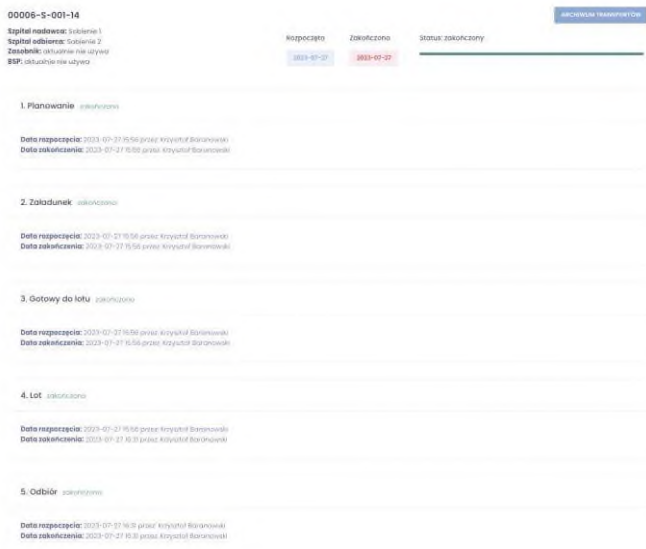 00006-S-001-14
ARCHIWUM TRANSPORTÓW
Szpital nadawca: Sobienie 1
Szpital odbiorca: Sobienie 2
Zasobnik: aktualnie nie używa
BSP: aktualnie nie używa
Rozpoczęto
Zakończono
Status: zakończony
2023-07-27
2023-07-27
1. Planowanie zakończono
Data rozpoczęcia: 2023-07-27 15:56 przez Krzysztof Baranowski
Data zakończenia: 2023-07-27 15:56 przez Krzysztof Baranowski
2. Załadunek zakończono
Data rozpoczęcia: 2023-07-27 15:56 przez Krzysztof Baranowski
Data zakończenia: 2023-07-27 15:56 przez Krzysztof Baranowski
3. Gotowy do lotu zakończono
Data rozpoczęcia: 2023-07-27 15:56 przez Krzysztof Baranowski
Data zakończenia: 2023-07-27 15:56 przez Krzysztof Baranowski
4. Lot zakończono
Data rozpoczęcia: 2023-07-27 15:56 przez Krzysztof Baranowski
Data zakończenia: 2023-07-27 16:31 przez Krzysztof Baranowski
5. Odbiór zakończono
Data rozpoczęcia: 2023-07-27 16:31 przez Krzysztof Baranowski
Data zakończenia: 2023-07-27 16:31 przez Krzysztof Baranowski